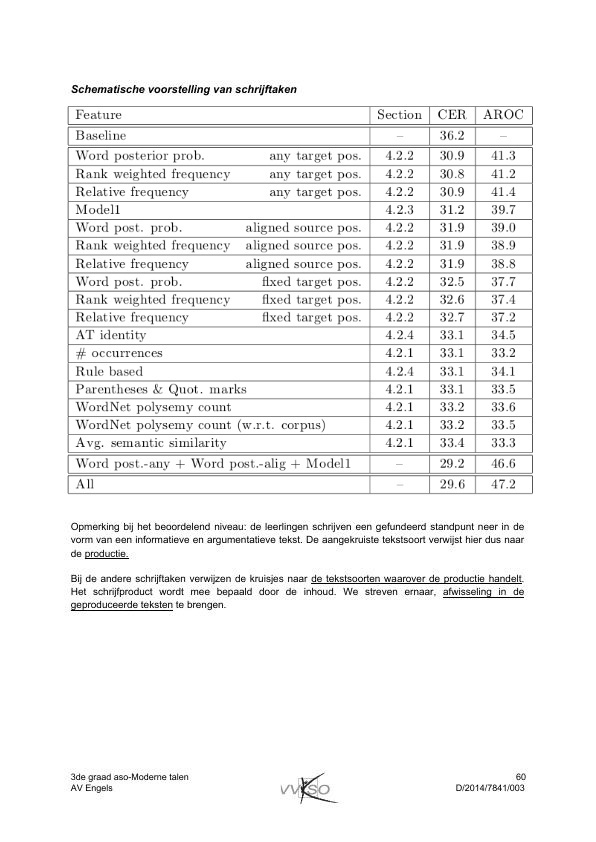 Schematische voorstelling van schrijftaken
Feature Section CER AROC
Baseline – 36.2 –
Word posterior prob. any target pos. 4.2.2 30.9 41.3
Rank weighted frequency any target pos. 4.2.2 30.8 41.2
Relative frequency any target pos. 4.2.2 30.9 41.4
Model1 4.2.3 31.2 39.7
Word post. prob. aligned source pos. 4.2.2 31.9 39.0
Rank weighted frequency aligned source pos. 4.2.2 31.9 38.9
Relative frequency aligned source pos. 4.2.2 31.9 38.8
Word post. prob. fixed target pos. 4.2.2 32.5 37.7
Rank weighted frequency fixed target pos. 4.2.2 32.6 37.4
Relative frequency fixed target pos. 4.2.2 32.7 37.2
AT identity 4.2.4 33.1 34.5
# occurrences 4.2.1 33.1 33.2
Rule based 4.2.4 33.1 34.1
Parentheses & Quot. marks 4.2.1 33.1 33.5
WordNet polysemy count 4.2.1 33.2 33.6
WordNet polysemy count (w.r.t. corpus) 4.2.1 33.2 33.5
Avg. semantic similarity 4.2.1 33.4 33.3
Word post.-any + Word post.-alig + Model1 – 29.2 46.6
All – 29.6 47.2
Opmerking bij het beoordelend niveau: de leerlingen schrijven een gefundeerd standpunt neer in de
vorm van een informatieve en argumentatieve tekst. De aangekruiste tekstsoort verwijst hier dus naar
de productie.
Bij de andere schrijftaken verwijzen de kruisjes naar de tekstsoorten waarover de productie handelt.
Het schrijfproduct wordt mee bepaald door de inhoud. We streven ernaar, afwisseling in de
geproduceerde teksten te brengen.
3de graad aso-Moderne talen 60
AV Engels VVKSO D/2014/7841/003